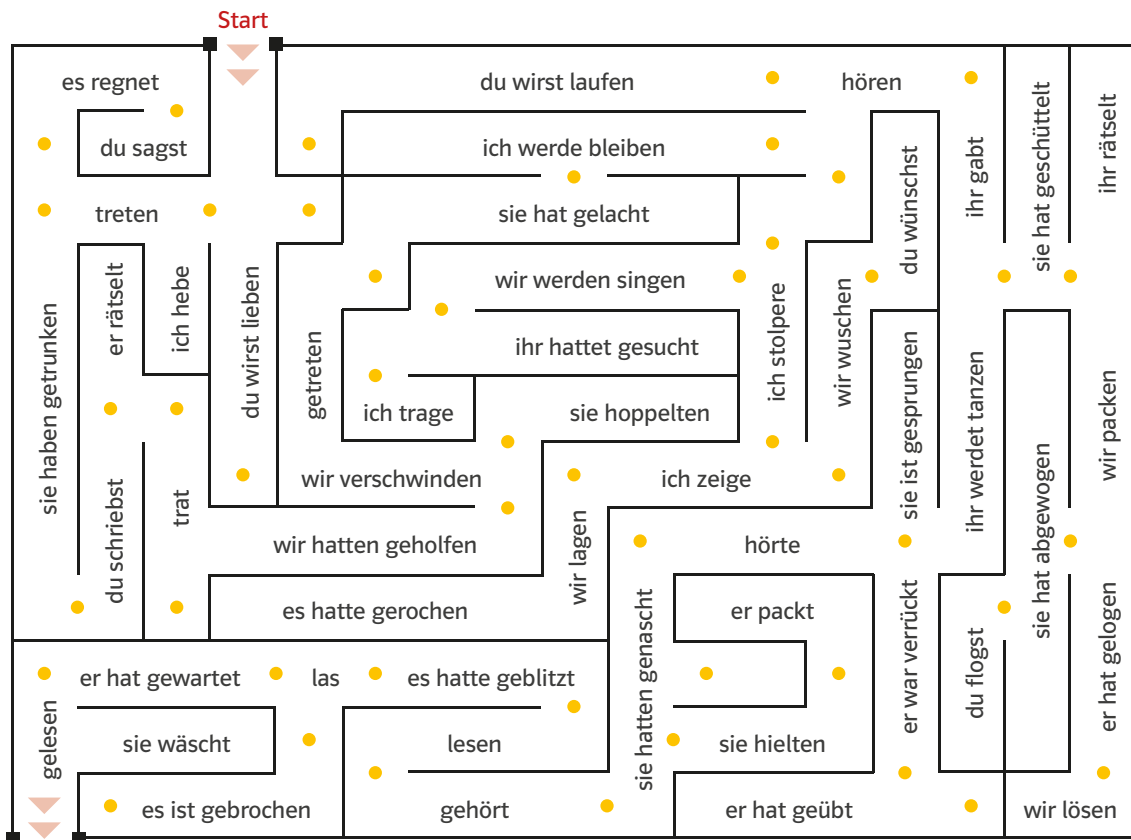 Start
es regnet
du wirst laufen
hören
du sagst
ich werde bleiben
sie hat geschüttelt
ihr rätselt
ihr gabt
du wünschst
treten
sie hat gelacht
er rätselt
ich hebe
du wirst lieben
wir werden singen
ich stolpere
wir wuschen
sie haben getrunken
getreten
ihr hattet gesucht
ich trage
sie hoppelten
sie ist gesprungen
ihr werdet tanzen
wir packen
wir verschwinden
ich zeige
du schriebst
trat
wir hatten geholfen
wir lagen
hörte
sie hat abgewogen
es hatte gerochen
er packt
sie hatten genascht
er war verrückt
du flogst
er hat gelogen
er hat gewartet
las
es hatte geblitzt
gelesen
sie wäscht
lesen
sie hielten
es ist gebrochen
gehört
er hat geübt
wir lösen